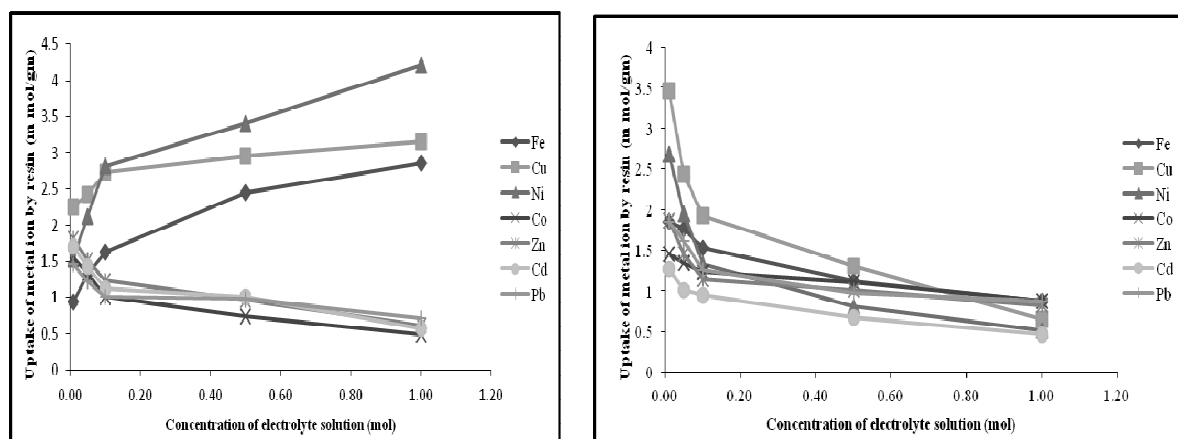 Uptake of metal ion by resin (m mol/gm)
4.5
4
3.5
3
2.5
2
1.5
1
0.5
0
0.00 0.20 0.40 0.60 0.80 1.00 1.20
Concentration of electrolyte solution (mol)
Fe
Cu
Ni
Co
Zn
Cd
Pb
Uptake of metal ion by resin (m mol/gm)
4
3.5
3
2.5
2
1.5
1
0.5
0
0.00 0.20 0.40 0.60 0.80 1.00 1.20
Concentration of electrolyte solution (mol)
Fe
Cu
Ni
Co
Zn
Cd
Pb